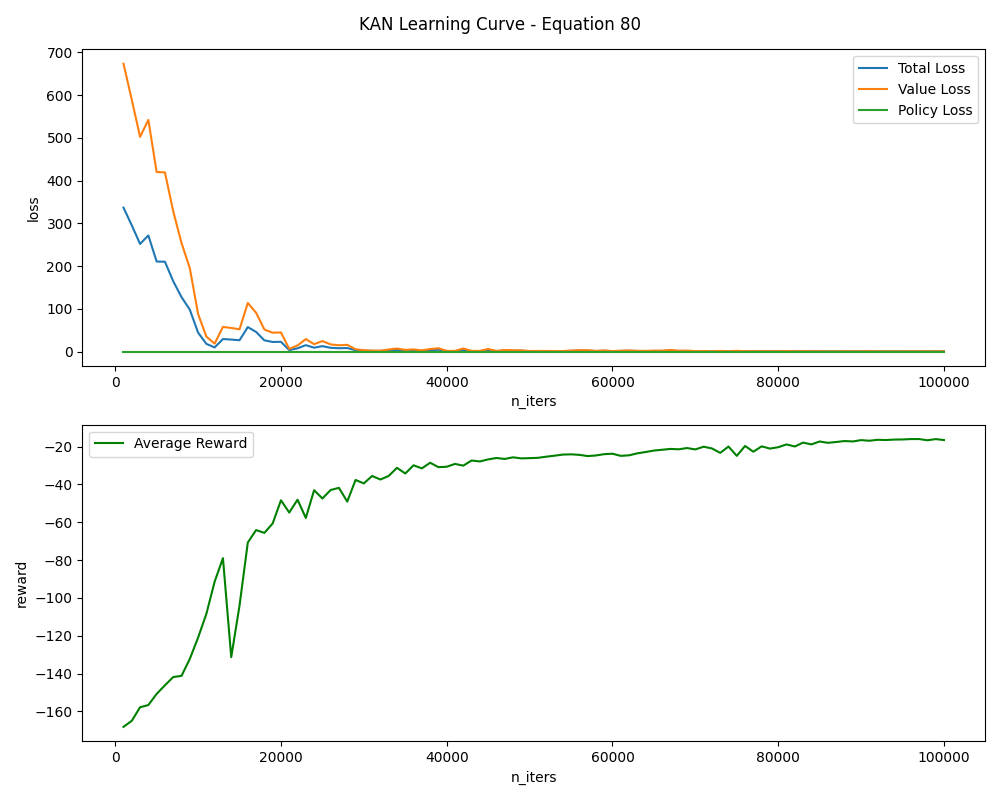 KAN Learning Curve - Equation 80
700
600
500
400
300
200
100
0
loss
Total Loss
Value Loss
Policy Loss
0 20000 40000 60000 80000 100000
n_iters
−20
−40
−60
−80
−100
−120
−140
−160
reward
Average Reward
0 20000 40000 60000 80000 100000
n_iters